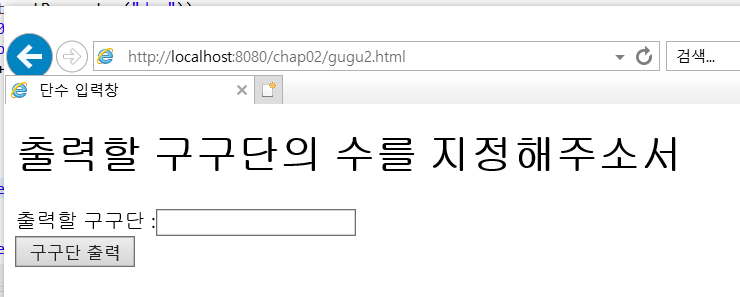 http://localhost:8080/chap02/gugu2.html
검색...
단수 입력창
출력할 구구단의 수를 지정해주소서
출력할 구구단 :
구구단 출력